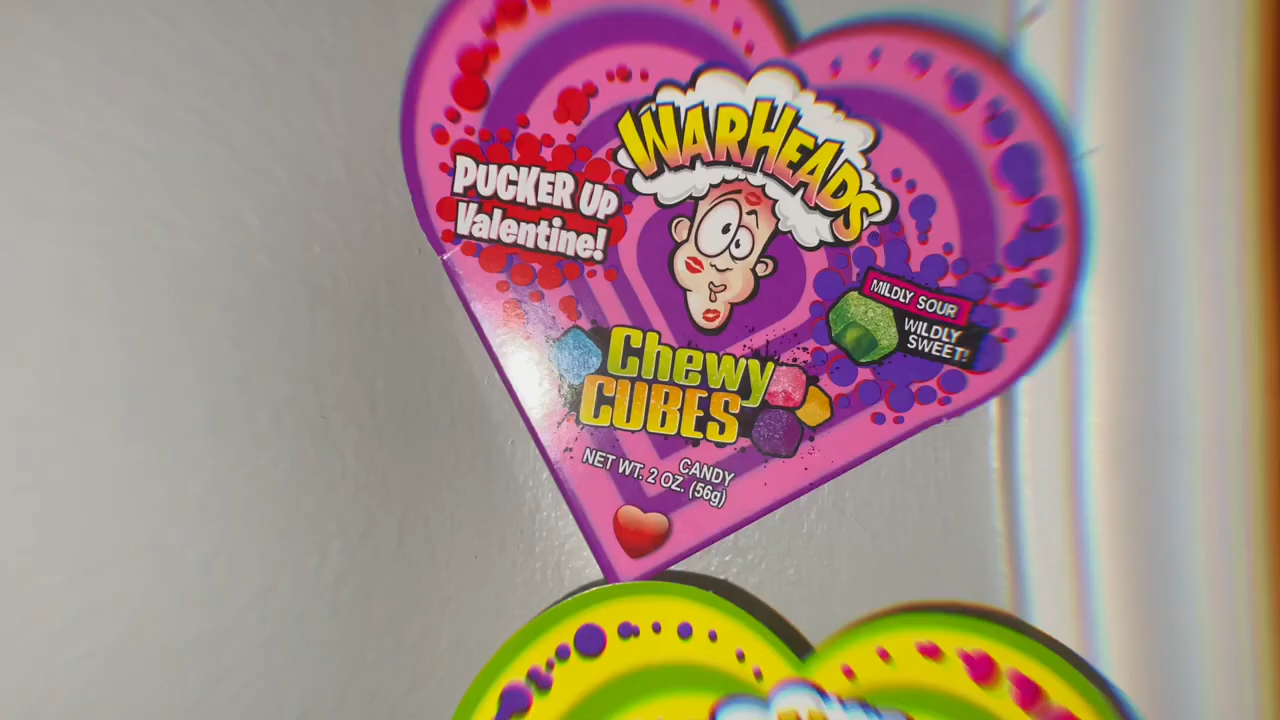 WARHEADS
PUCKER UP
Valentine!
MILDLY SOUR
WILDLY
SWEET!
Chewy
CUBES
CANDY
NET WT. 2 OZ. (56g)